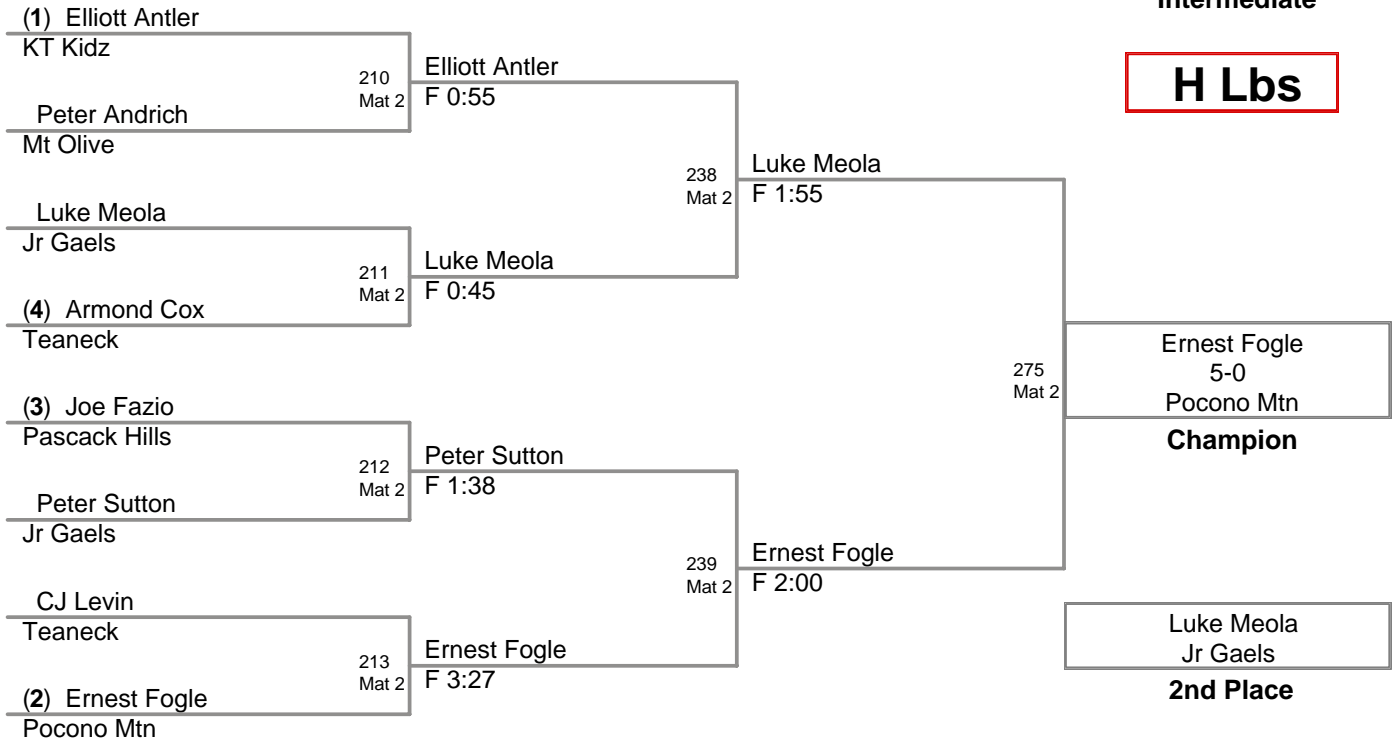 Intermediate
H Lbs
(1) Elliott Antler
KT Kidz
210
Mat 2
Elliott Antler
F 0:55
Peter Andrich
Mt Olive
238
Mat 2
Luke Meola
F 1:55
Luke Meola
Jr Gaels
211
Mat 2
Luke Meola
F 0:45
(4) Armond Cox
Teaneck
275
Mat 2
Ernest Fogle
5-0
Pocono Mtn
Champion
(3) Joe Fazio
Pascack Hills
212
Mat 2
Peter Sutton
F 1:38
Peter Sutton
Jr Gaels
239
Mat 2
Ernest Fogle
F 2:00
CJ Levin
Teaneck
213
Mat 2
Ernest Fogle
F 3:27
(2) Ernest Fogle
Pocono Mtn
Luke Meola
Jr Gaels
2nd Place